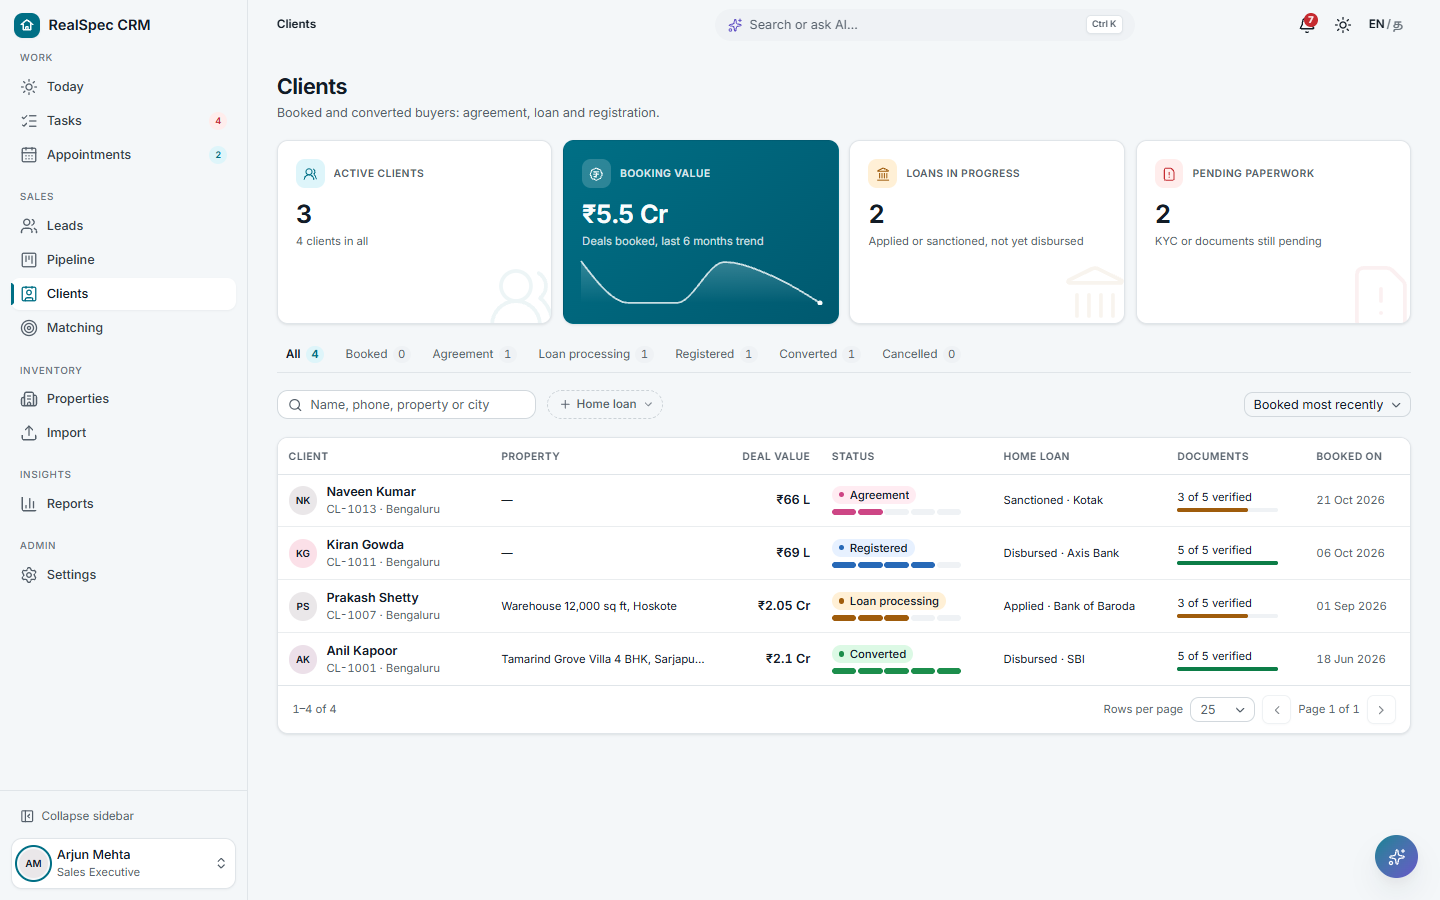 RealSpec CRM
WORK
Today
Tasks 4
Appointments 2
SALES
Leads
Pipeline
Clients
Matching
INVENTORY
Properties
Import
INSIGHTS
Reports
ADMIN
Settings
Collapse sidebar
AM
Arjun Mehta
Sales Executive
Clients
Search or ask AI...
Ctrl K
7
EN / த
Clients
Booked and converted buyers: agreement, loan and registration.
ACTIVE CLIENTS
3
4 clients in all
BOOKING VALUE
₹5.5 Cr
Deals booked, last 6 months trend
LOANS IN PROGRESS
2
Applied or sanctioned, not yet disbursed
PENDING PAPERWORK
2
KYC or documents still pending
All 4 Booked 0 Agreement 1 Loan processing 1 Registered 1 Converted 1 Cancelled 0
Name, phone, property or city
+ Home loan
Booked most recently
CLIENT PROPERTY DEAL VALUE STATUS HOME LOAN DOCUMENTS BOOKED ON
NK Naveen Kumar — ₹66 L Agreement Sanctioned · Kotak 3 of 5 verified 21 Oct 2026
CL-1013 · Bengaluru
KG Kiran Gowda — ₹69 L Registered Disbursed · Axis Bank 5 of 5 verified 06 Oct 2026
CL-1011 · Bengaluru
PS Prakash Shetty Warehouse 12,000 sq ft, Hoskote ₹2.05 Cr Loan processing Applied · Bank of Baroda 3 of 5 verified 01 Sep 2026
CL-1007 · Bengaluru
AK Anil Kapoor Tamarind Grove Villa 4 BHK, Sarjapu... ₹2.1 Cr Converted Disbursed · SBI 5 of 5 verified 18 Jun 2026
CL-1001 · Bengaluru
1–4 of 4
Rows per page 25 Page 1 of 1